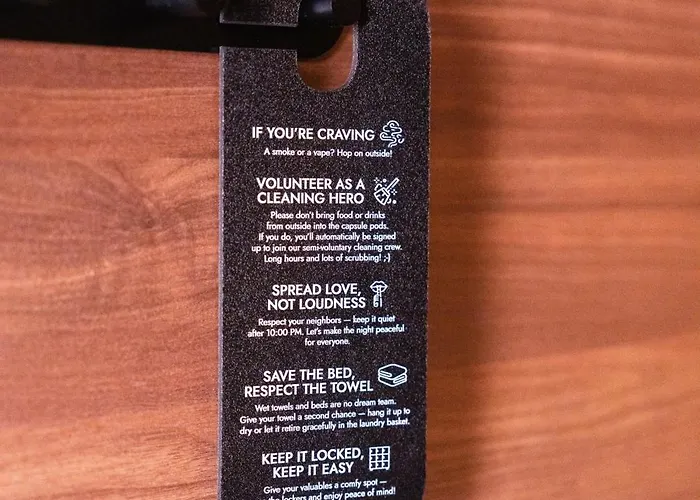 IF YOU'RE CRAVING
A smoke or a vape? Hop on outside!
VOLUNTEER AS A
CLEANING HERO
Please don't bring food or drinks
from outside into the capsule pods.
If you do, you'll automatically be signed
up to join our semi-voluntary cleaning crew.
Long hours and lots of scrubbing! ;-)
SPREAD LOVE,
NOT LOUDNESS
Respect your neighbors — keep it quiet
after 10:00 PM. Let's make the night peaceful
for everyone.
SAVE THE BED,
RESPECT THE TOWEL
Wet towels and beds are no dream team.
Give your towel a second chance — hang it up to
dry or let it retire gracefully in the laundry basket.
KEEP IT LOCKED,
KEEP IT EASY
Give your valuables a comfy spot —
the lockers and enjoy peace of mind!